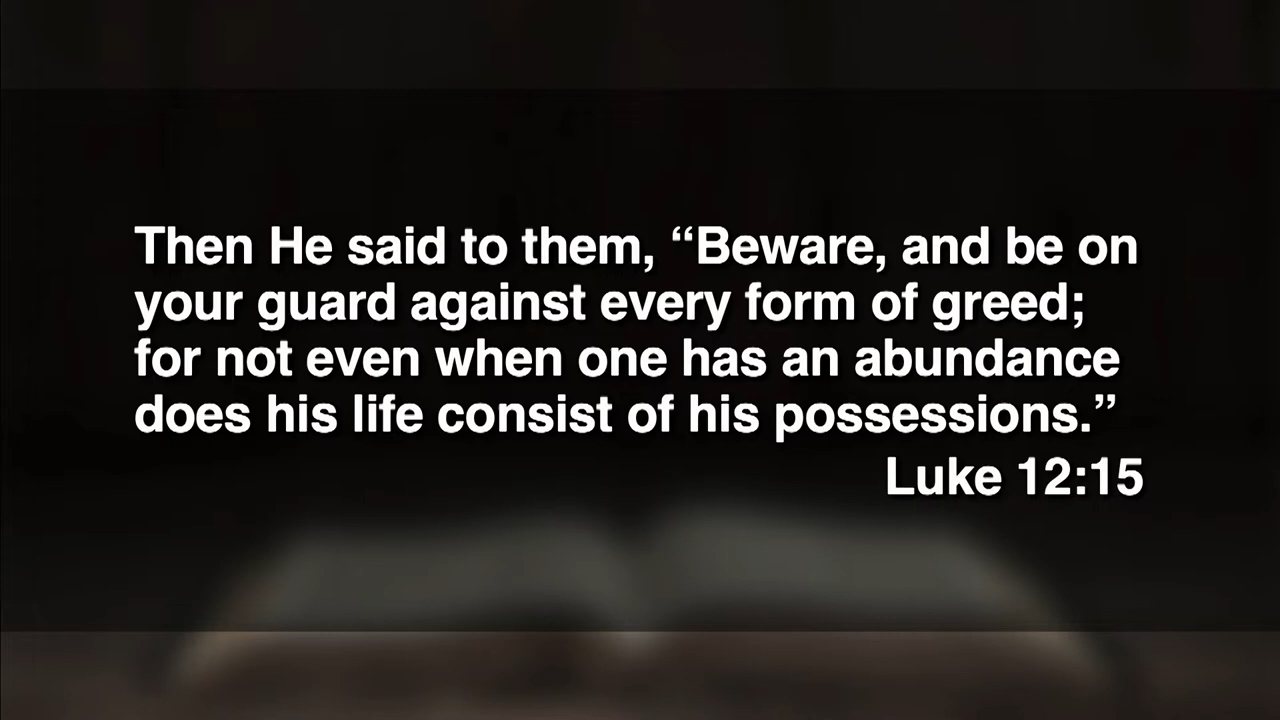 Then He said to them, “Beware, and be on
your guard against every form of greed;
for not even when one has an abundance
does his life consist of his possessions.”
Luke 12:15